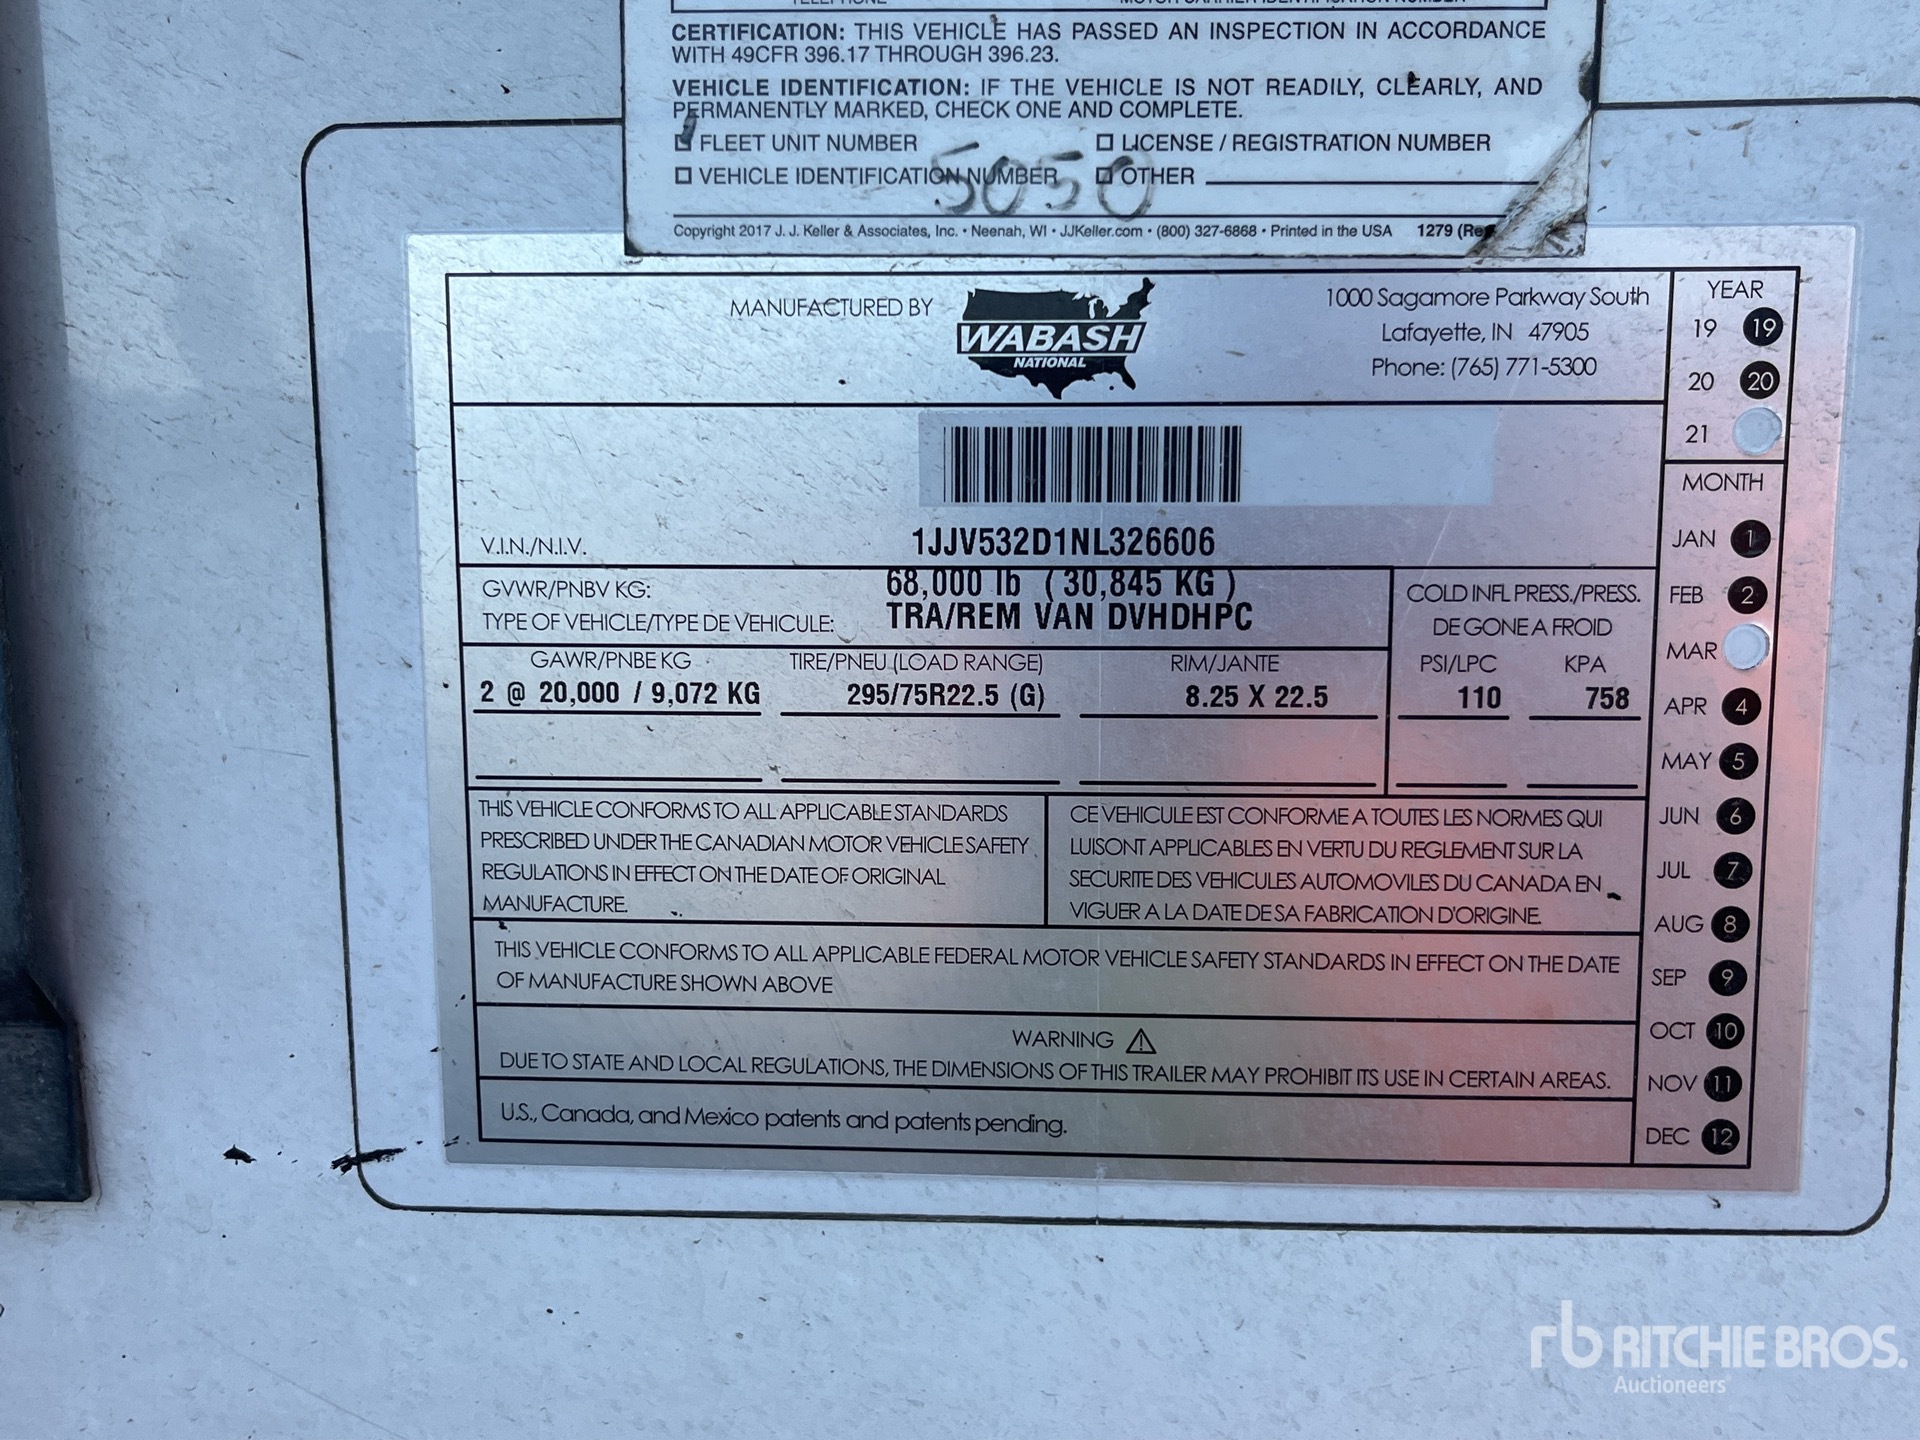 CERTIFICATION: THIS VEHICLE HAS PASSED AN INSPECTION IN ACCORDANCE
WITH 49CFR 396.17 THROUGH 396.23.
VEHICLE IDENTIFICATION: IF THE VEHICLE IS NOT READILY, CLEARLY, AND
PERMANENTLY MARKED, CHECK ONE AND COMPLETE.
FLEET UNIT NUMBER LICENSE / REGISTRATION NUMBER
VEHICLE IDENTIFICATION NUMBER OTHER
5050
Copyright 2017 J. J. Keller & Associates, Inc. • Neenah, WI • JJKeller.com • (800) 327-6868 • Printed in the USA 1279
MANUFACTURED BY
WABASH
NATIONAL
1000 Sagamore Parkway South
Lafayette, IN 47905
Phone: (765) 771-5300
YEAR
19 19
20 20
21
V.I.N./N.I.V. 1JJV532D1NL326606
GVWR/PNBV KG: 68,000 lb ( 30,845 KG )
TYPE OF VEHICLE/TYPE DE VEHICULE: TRA/REM VAN DVHDHPC
COLD INFL PRESS./PRESS.
DE GONE A FROID
GAWR/PNBE KG TIRE/PNEU (LOAD RANGE) RIM/JANTE PSI/LPC KPA
2 @ 20,000 / 9,072 KG 295/75R22.5 (G) 8.25 X 22.5 110 758
THIS VEHICLE CONFORMS TO ALL APPLICABLE STANDARDS
PRESCRIBED UNDER THE CANADIAN MOTOR VEHICLE SAFETY
REGULATIONS IN EFFECT ON THE DATE OF ORIGINAL
MANUFACTURE.
CE VEHICULE EST CONFORME A TOUTES LES NORMES QUI
LUI SONT APPLICABLES EN VERTU DU REGLEMENT SUR LA
SECURITE DES VEHICULES AUTOMOVILES DU CANADA EN
VIGUER A LA DATE DE SA FABRICATION D'ORIGINE.
THIS VEHICLE CONFORMS TO ALL APPLICABLE FEDERAL MOTOR VEHICLE SAFETY STANDARDS IN EFFECT ON THE DATE
OF MANUFACTURE SHOWN ABOVE
WARNING
DUE TO STATE AND LOCAL REGULATIONS, THE DIMENSIONS OF THIS TRAILER MAY PROHIBIT ITS USE IN CERTAIN AREAS.
U.S., Canada, and Mexico patents and patents pending.
MONTH
JAN 1
FEB 2
MAR
APR 4
MAY 5
JUN 6
JUL 7
AUG 8
SEP 9
OCT 10
NOV 11
DEC 12
rb RITCHIE BROS.
Auctioneers